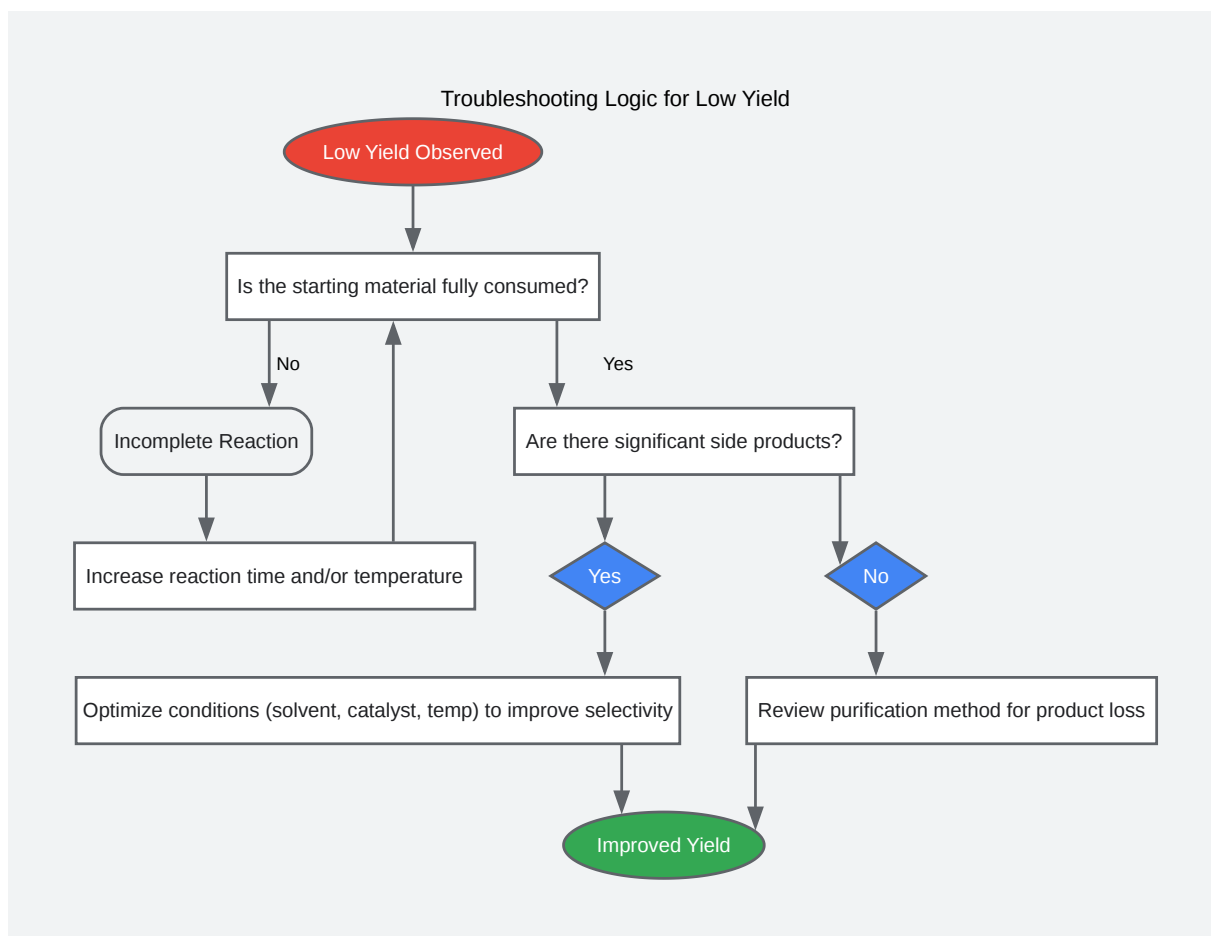 Troubleshooting Logic for Low Yield
Low Yield Observed
Is the starting material fully consumed?
No
Yes
Incomplete Reaction
Are there significant side products?
Increase reaction time and/or temperature
Yes
No
Optimize conditions (solvent, catalyst, temp) to improve selectivity
Review purification method for product loss
Improved Yield